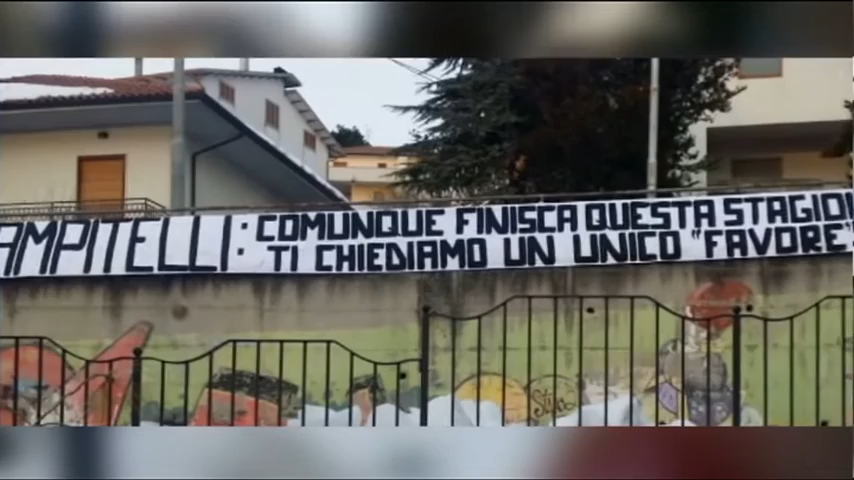 AMPITELLI:
COMUNQUE FINISCA QUESTA STAGIO
TI CHIEDIAMO UN UNICO "FAVORE"